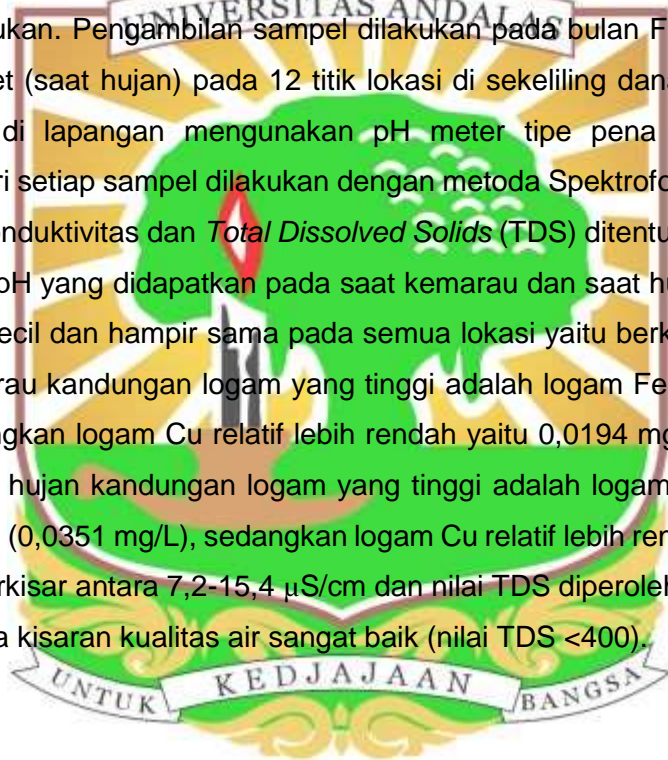 UNIVERSITAS ANDALAS
ukan. Pengambilan sampel dilakukan pada bulan F
et (saat hujan) pada 12 titik lokasi di sekeliling dana
di lapangan mengunakan pH meter tipe pena
ri setiap sampel dilakukan dengan metoda Spektrofo
onduktivitas dan Total Dissolved Solids (TDS) ditentu
pH yang didapatkan pada saat kemarau dan saat hu
ecil dan hampir sama pada semua lokasi yaitu berk
rau kandungan logam yang tinggi adalah logam Fe
ngkan logam Cu relatif lebih rendah yaitu 0,0194 mg
hujan kandungan logam yang tinggi adalah logam
(0,0351 mg/L), sedangkan logam Cu relatif lebih ren
erkisar antara 7,2-15,4 µS/cm dan nilai TDS diperoleh
a kisaran kualitas air sangat baik (nilai TDS <400).
UNTUK KEDJAJAAN BANGSA